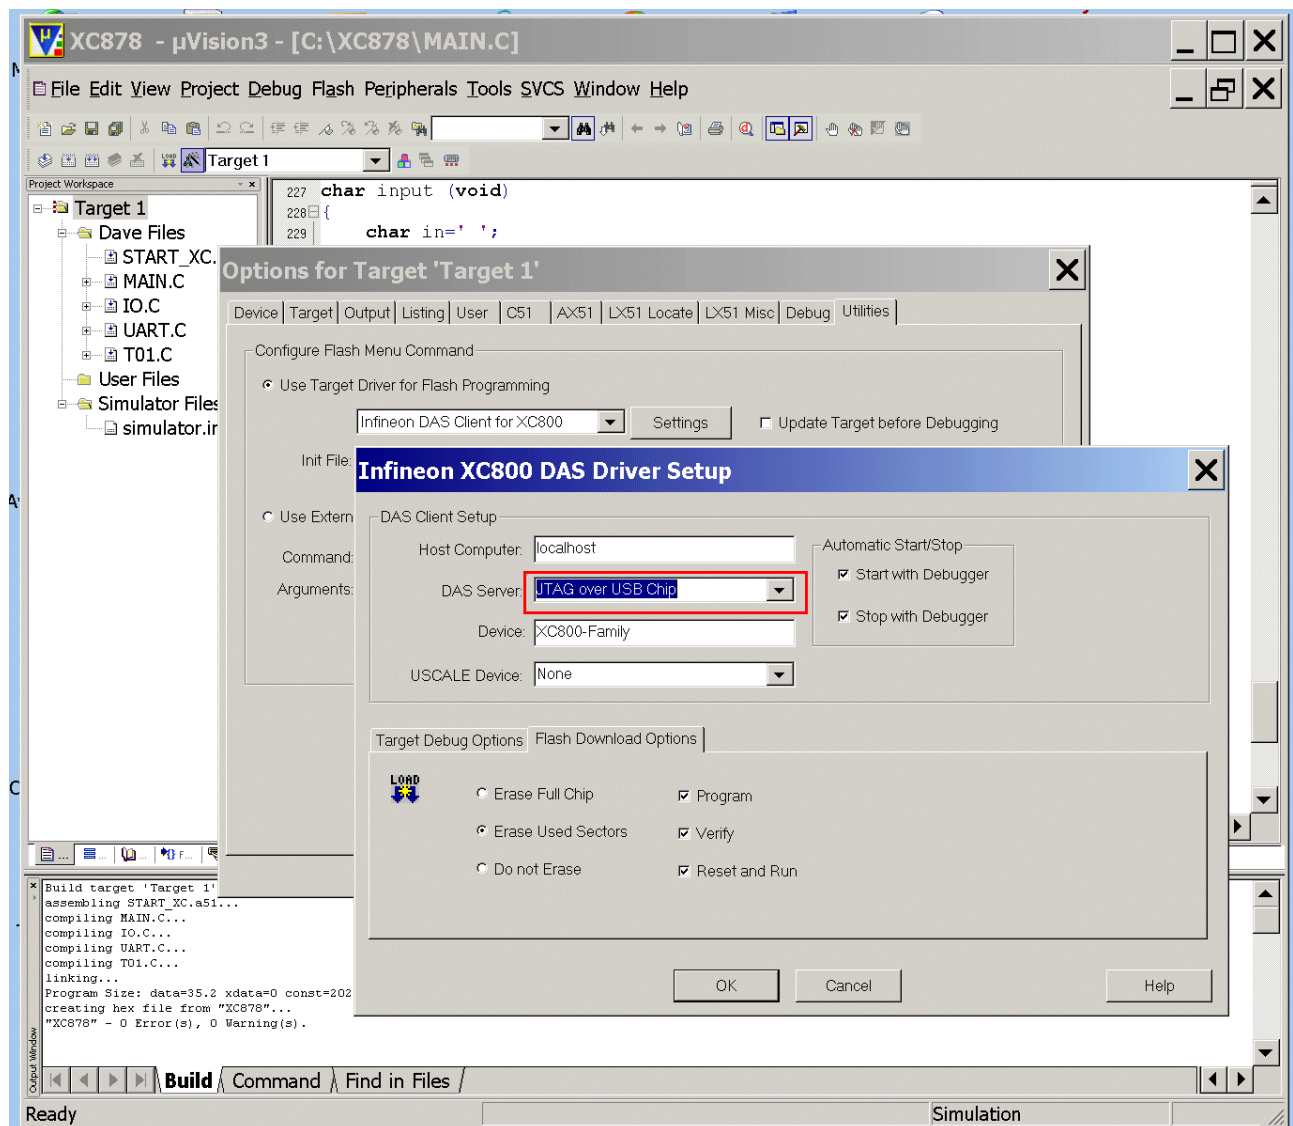 XC878 - µVision3 - [C:\XC878\MAIN.C]
File Edit View Project Debug Flash Peripherals Tools SVCS Window Help
Target 1
Project Workspace
Target 1
Dave Files
START_XC.
MAIN.C
IO.C
UART.C
T01.C
User Files
Simulator Files
simulator.ir
227 char input (void)
228 {
229 char in=' ';
Options for Target 'Target 1'
Device Target Output Listing User C51 AX51 LX51 Locate LX51 Misc Debug Utilities
Configure Flash Menu Command
Use Target Driver for Flash Programming
Infineon DAS Client for XC800 Settings Update Target before Debugging
Init File:
Use Extern
Command:
Arguments:
Infineon XC800 DAS Driver Setup
DAS Client Setup
Host Computer: localhost
DAS Server: JTAG over USB Chip
Device: XC800-Family
USCALE Device: None
Automatic Start/Stop
Start with Debugger
Stop with Debugger
Target Debug Options Flash Download Options
LOAD
Erase Full Chip Program
Erase Used Sectors Verify
Do not Erase Reset and Run
OK Cancel Help
Build target 'Target 1'
assembling START_XC.a51...
compiling MAIN.C...
compiling IO.C...
compiling UART.C...
compiling T01.C...
linking...
Program Size: data=35.2 xdata=0 const=202
creating hex file from "XC878"...
"XC878" - 0 Error(s), 0 Warning(s).
Output Window
Build Command Find in Files
Ready Simulation